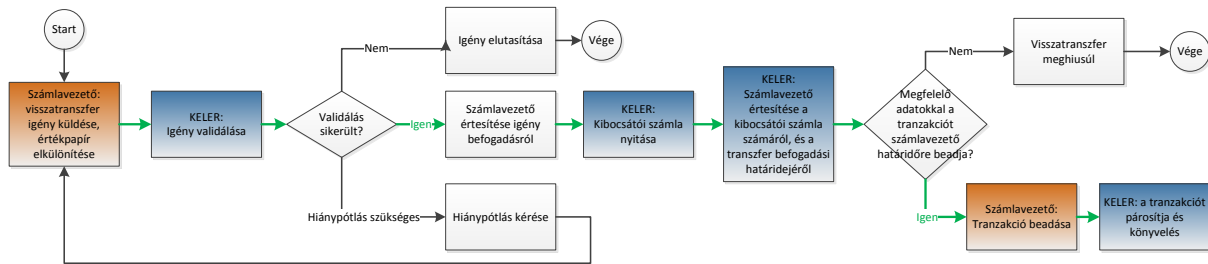 Start
Számlavezető:
visszatranszfer
igény küldése,
értékpapír
elkülönítése
KELER:
Igény validálása
Validálás
sikerült?
Nem
Igény elutasítása
Vége
Igen
Számlavezető
értesítése igény
befogadásról
KELER:
Kibocsátói számla
nyitása
KELER:
Számlavezető
értesítése a
kibocsátói számla
számáról, és a
transzfer befogadási
határidejéről
Hiánypótlás szükséges
Hiánypótlás kérése
Megfelelő
adatokkal a
tranzakciót
számlavezető
határidőre beadja?
Nem
Visszatranszfer
meghiúsül
Vége
Igen
Számlavezető:
Tranzakció beadása
KELER: a tranzakciót
párosítja és
könyvelés